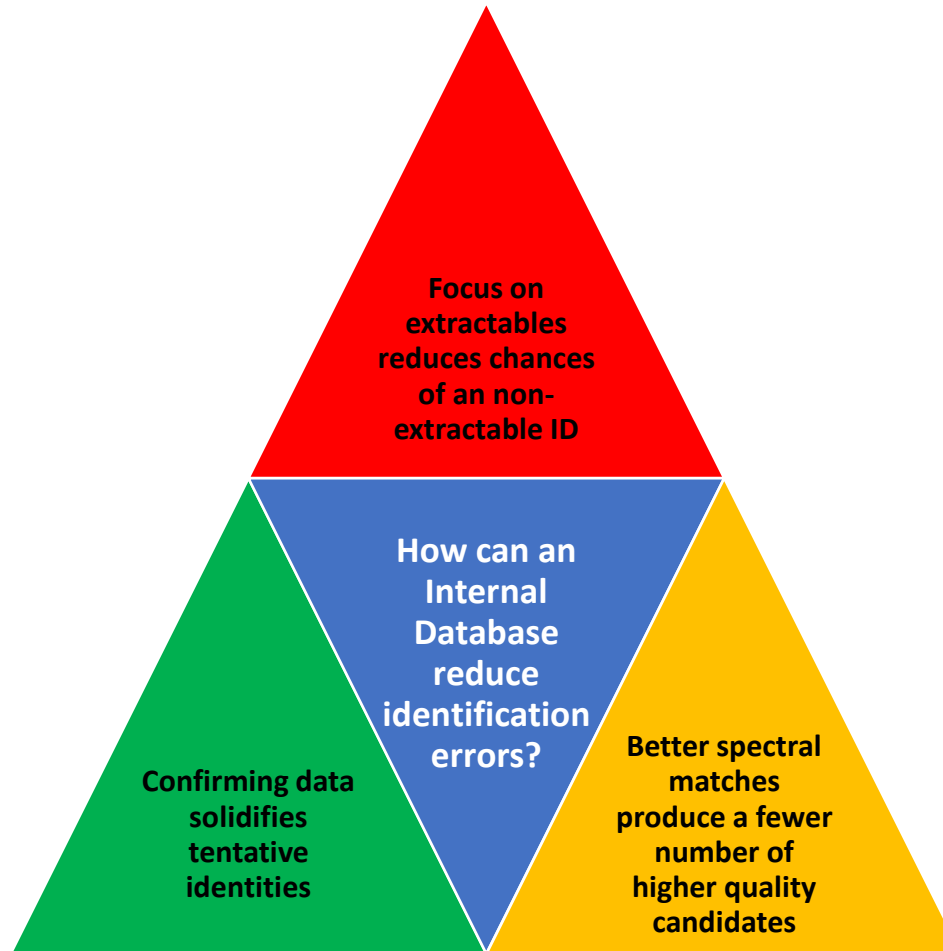 Focus on
extractables
reduces chances
of an non-
extractable ID
How can an
Internal
Database
reduce
identification
errors?
Confirming data
solidifies
tentative
identities
Better spectral
matches
produce a fewer
number of
higher quality
candidates